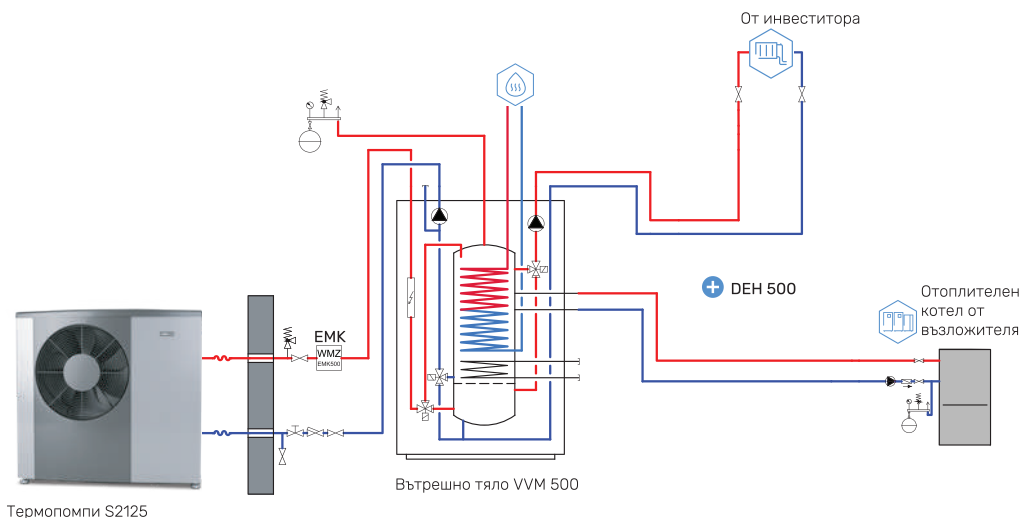 От инвеститора
EMK
WMZ
EMK500
DEH 500
Отоплителен
котел от
възложителя
Вътрешно тяло VVM 500
Термопомпи S2125